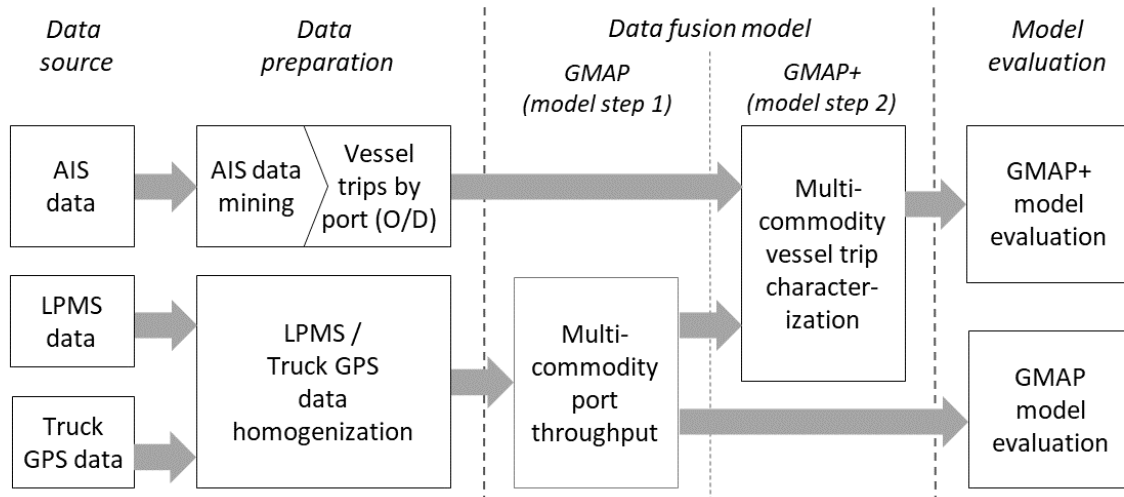 Data
source
Data
preparation
Data fusion model
GMAP
(model step 1)
GMAP+
(model step 2)
Model
evaluation
AIS
data
AIS data
mining
Vessel
trips by
port (O/D)
Multi-
commodity
vessel trip
character-
ization
GMAP+
model
evaluation
LPMS
data
Truck
GPS data
LPMS /
Truck GPS
data
homogenization
Multi-
commodity
port
throughput
GMAP
model
evaluation